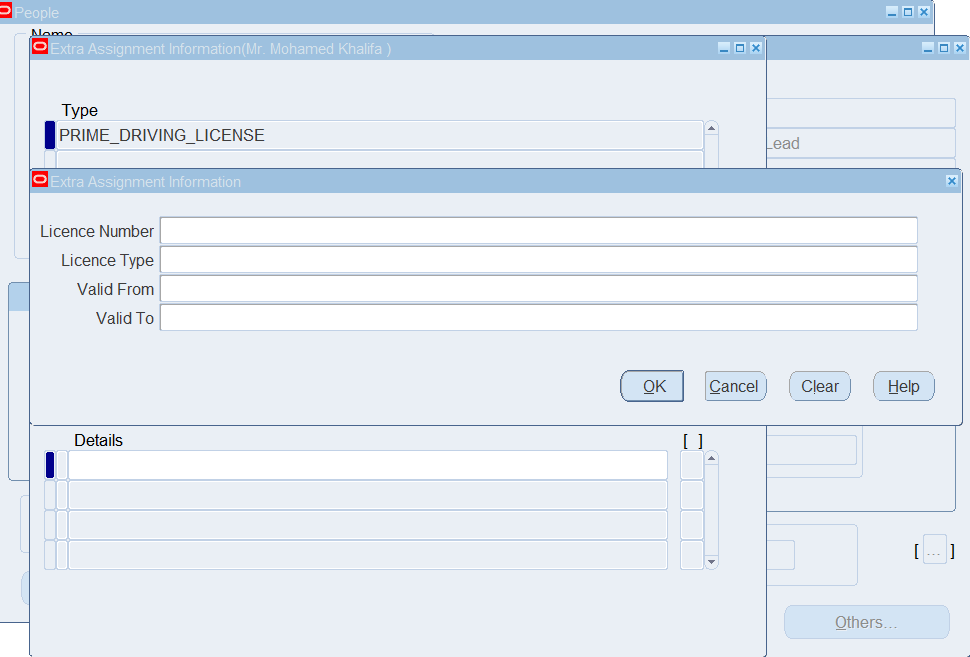 People
Name
Extra Assignment Information(Mr. Mohamed Khalifa )
Type
PRIME_DRIVING_LICENSE
Lead
Extra Assignment Information
Licence Number
Licence Type
Valid From
Valid To
OK Cancel Clear Help
Details [ ]
[ ... ]
Others...